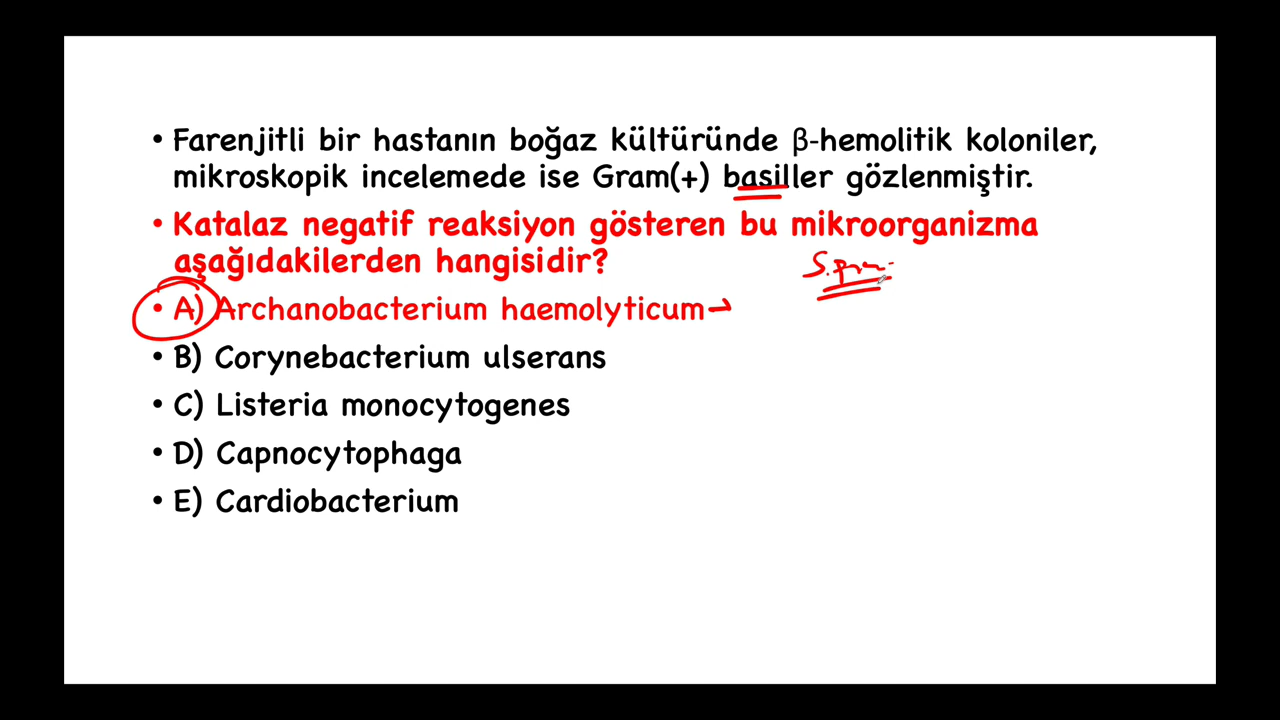 • Farenjitli bir hastanın boğaz kültüründe β-hemolitik koloniler,
mikroskopik incelemede ise Gram(+) basiller gözlenmiştir.
• Katalaz negatif reaksiyon gösteren bu mikroorganizma
aşağıdakilerden hangisidir?
• A) Archanobacterium haemolyticum
• B) Corynebacterium ulserans
• C) Listeria monocytogenes
• D) Capnocytophaga
• E) Cardiobacterium